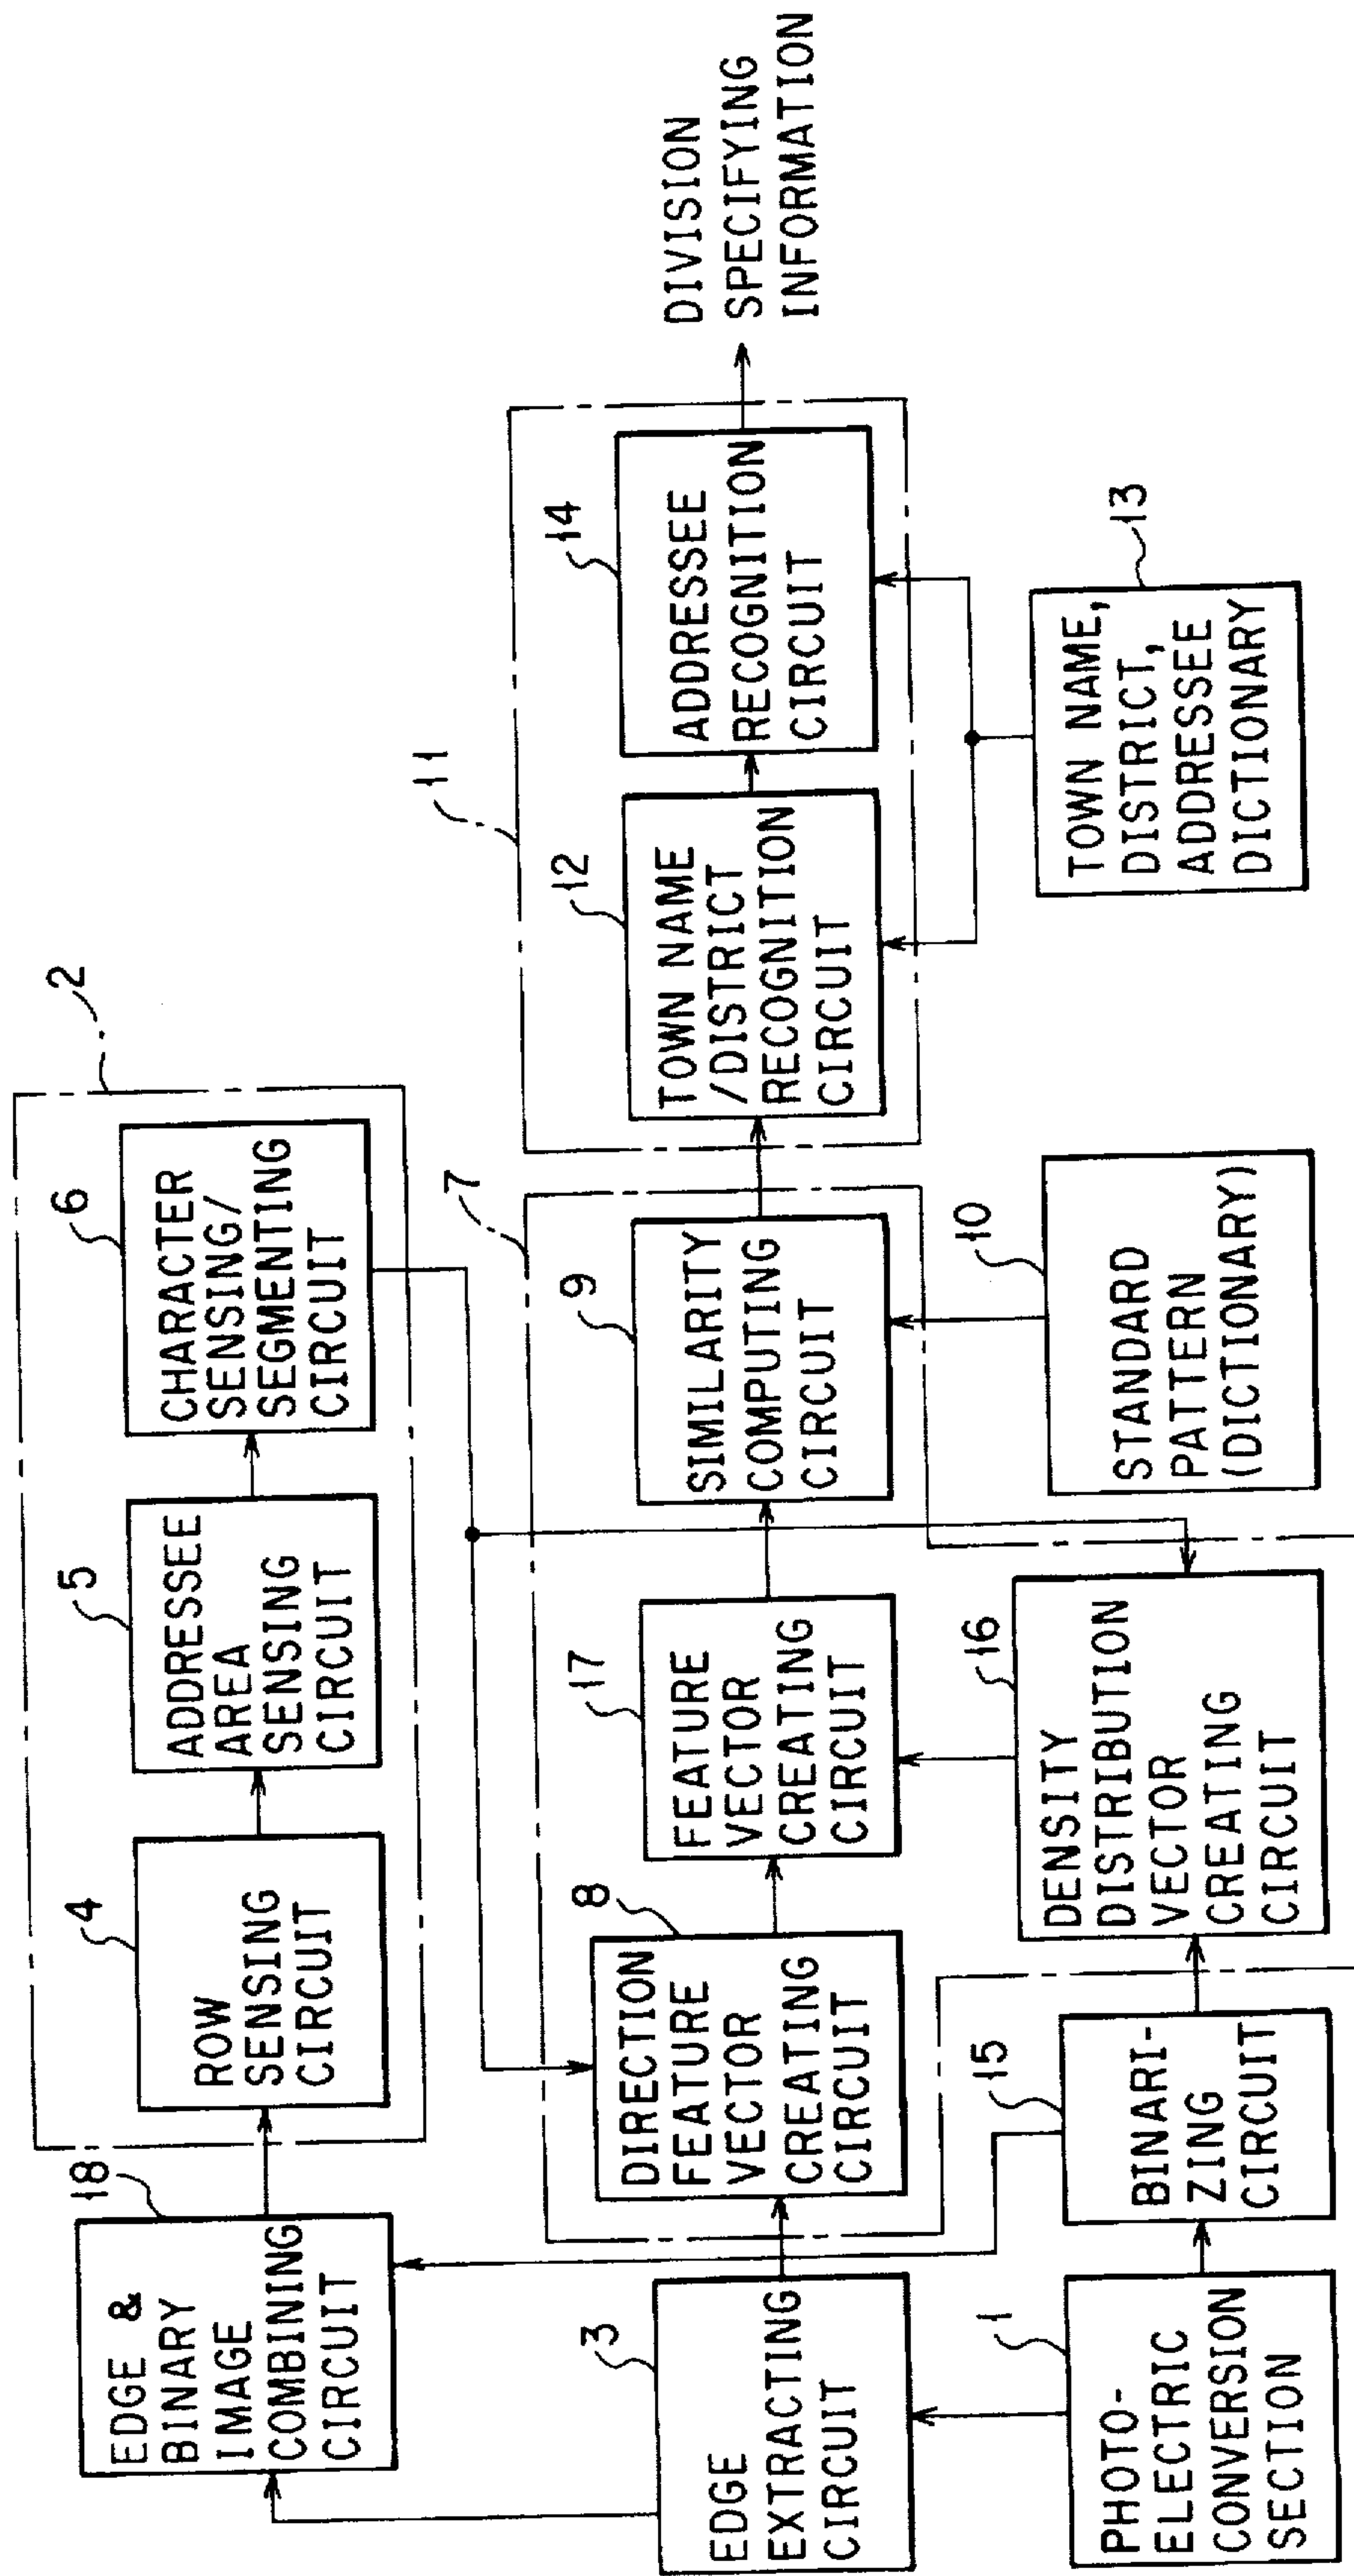 2
18
EDGE &
BINARY
IMAGE
COMBINING
CIRCUIT
4
ROW
SENSING
CIRCUIT
5
ADDRESSEE
AREA
SENSING
CIRCUIT
6
CHARACTER
SENSING/
SEGMENTING
CIRCUIT
7
11
3
EDGE
EXTRACTING
CIRCUIT
8
DIRECTION
FEATURE
VECTOR
CREATING
CIRCUIT
17
FEATURE
VECTOR
CREATING
CIRCUIT
9
SIMILARITY
COMPUTING
CIRCUIT
12
TOWN NAME
/DISTRICT
RECOGNITION
CIRCUIT
14
ADDRESSEE
RECOGNITION
CIRCUIT
DIVISION
SPECIFYING
INFORMATION
1
PHOTO-
ELECTRIC
CONVERSION
SECTION
15
BINARI-
ZING
CIRCUIT
16
DENSITY
DISTRIBUTION
VECTOR
CREATING
CIRCUIT
10
STANDARD
PATTERN
(DICTIONARY)
13
TOWN NAME,
DISTRICT,
ADDRESSEE
DICTIONARY